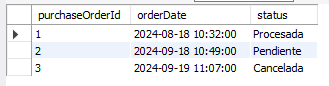 purchaseOrderId orderDate status
1 2024-08-18 10:32:00 Procesada
2 2024-09-18 10:49:00 Pendiente
3 2024-09-19 11:07:00 Cancelada